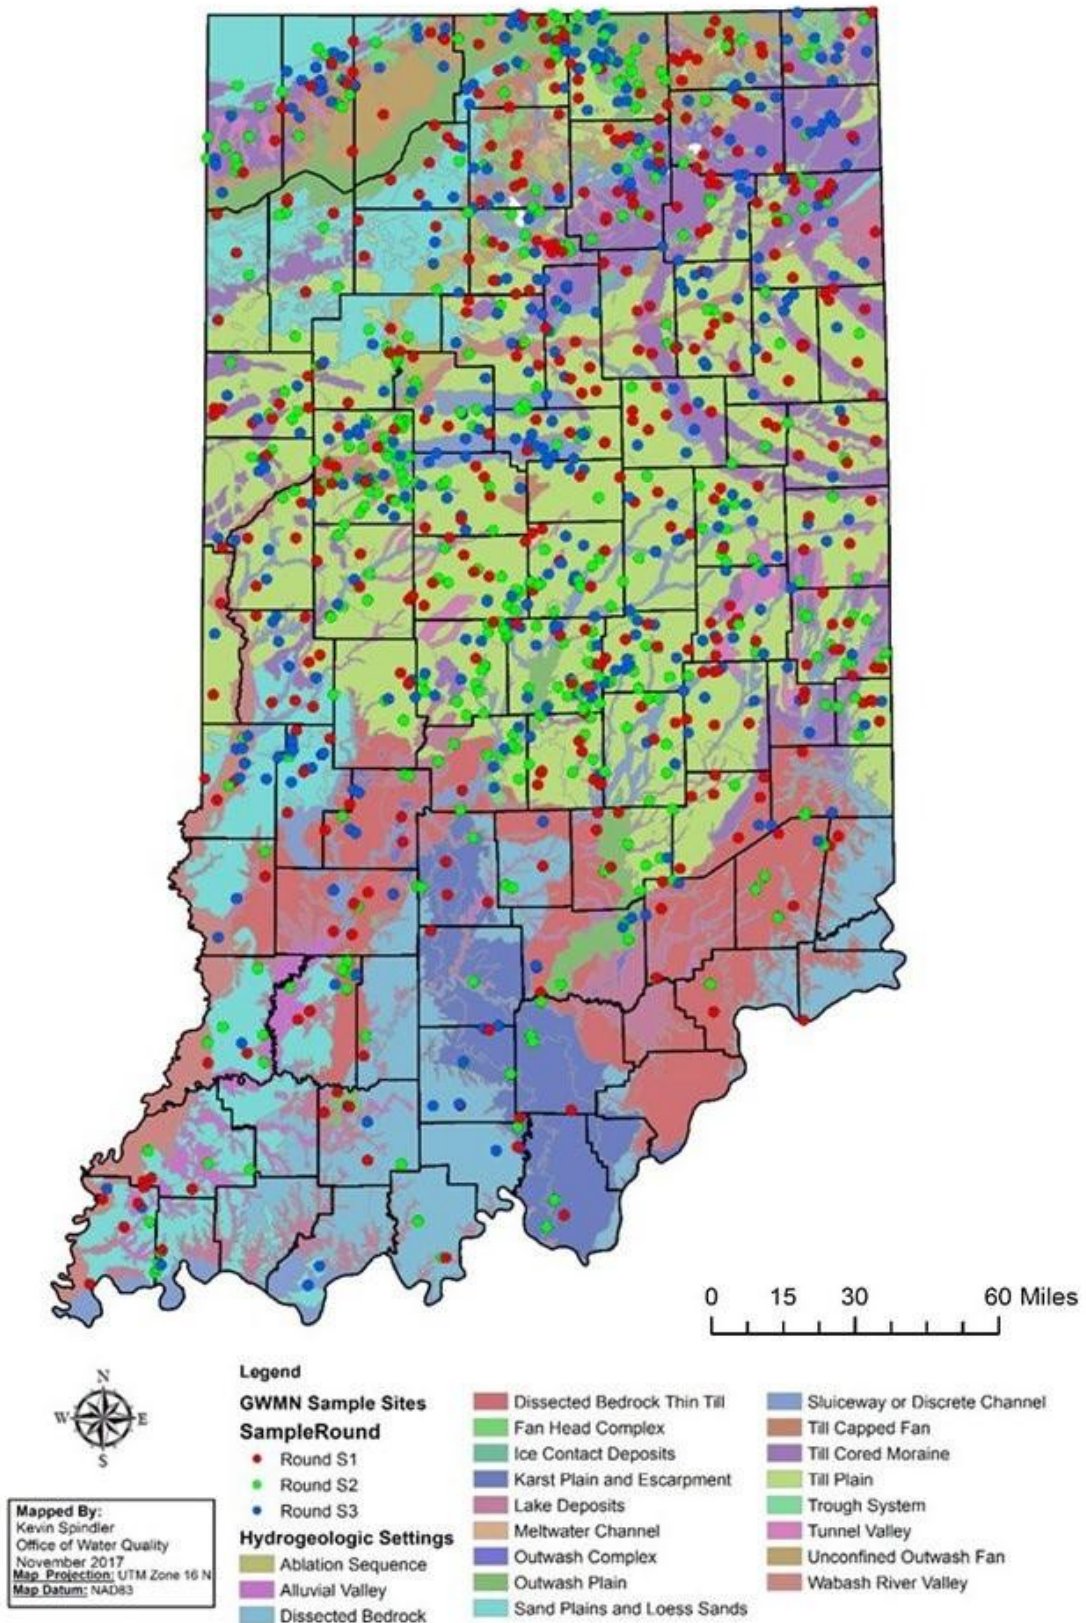 0 15 30 60 Miles
N
W E
S
Mapped By:
Kevin Spindler
Office of Water Quality
November 2017
Map Projection: UTM Zone 16 N
Map Datum: NAD83
Legend
GWMN Sample Sites
SampleRound
Round S1
Round S2
Round S3
Hydrogeologic Settings
Ablation Sequence
Alluvial Valley
Dissected Bedrock
Dissected Bedrock Thin Till
Fan Head Complex
Ice Contact Deposits
Karst Plain and Escarpment
Lake Deposits
Meltwater Channel
Outwash Complex
Outwash Plain
Sand Plains and Loess Sands
Sluiceway or Discrete Channel
Till Capped Fan
Till Cored Moraine
Till Plain
Trough System
Tunnel Valley
Unconfined Outwash Fan
Wabash River Valley